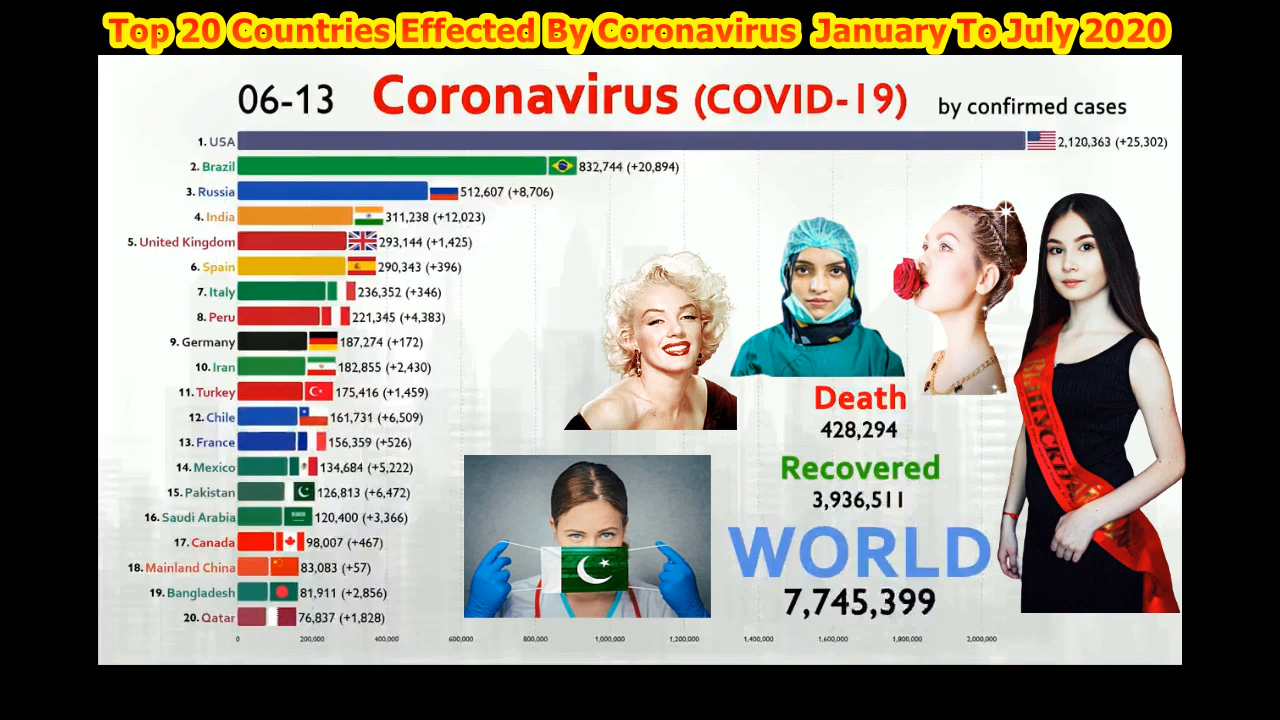 Top 20 Countries Effected By Coronavirus January To July 2020
06-13 Coronavirus (COVID-19) by confirmed cases
1. USA 2,120,363 (+25,302)
2. Brazil 832,744 (+20,894)
3. Russia 512,607 (+8,706)
4. India 311,238 (+12,023)
5. United Kingdom 293,144 (+1,425)
6. Spain 290,343 (+396)
7. Italy 236,352 (+346)
8. Peru 221,345 (+4,383)
9. Germany 187,274 (+172)
10. Iran 182,855 (+2,430)
11. Turkey 175,416 (+1,459)
12. Chile 161,731 (+6,509)
13. France 156,359 (+526)
14. Mexico 134,684 (+5,222)
15. Pakistan 126,813 (+6,472)
16. Saudi Arabia 120,400 (+3,366)
17. Canada 98,007 (+467)
18. Mainland China 83,083 (+57)
19. Bangladesh 81,911 (+2,856)
20. Qatar 76,837 (+1,828)
0 200,000 400,000 600,000 800,000 1,000,000 1,200,000 1,400,000 1,600,000 1,800,000 2,000,000
Death
428,294
Recovered
3,936,511
WORLD
7,745,399